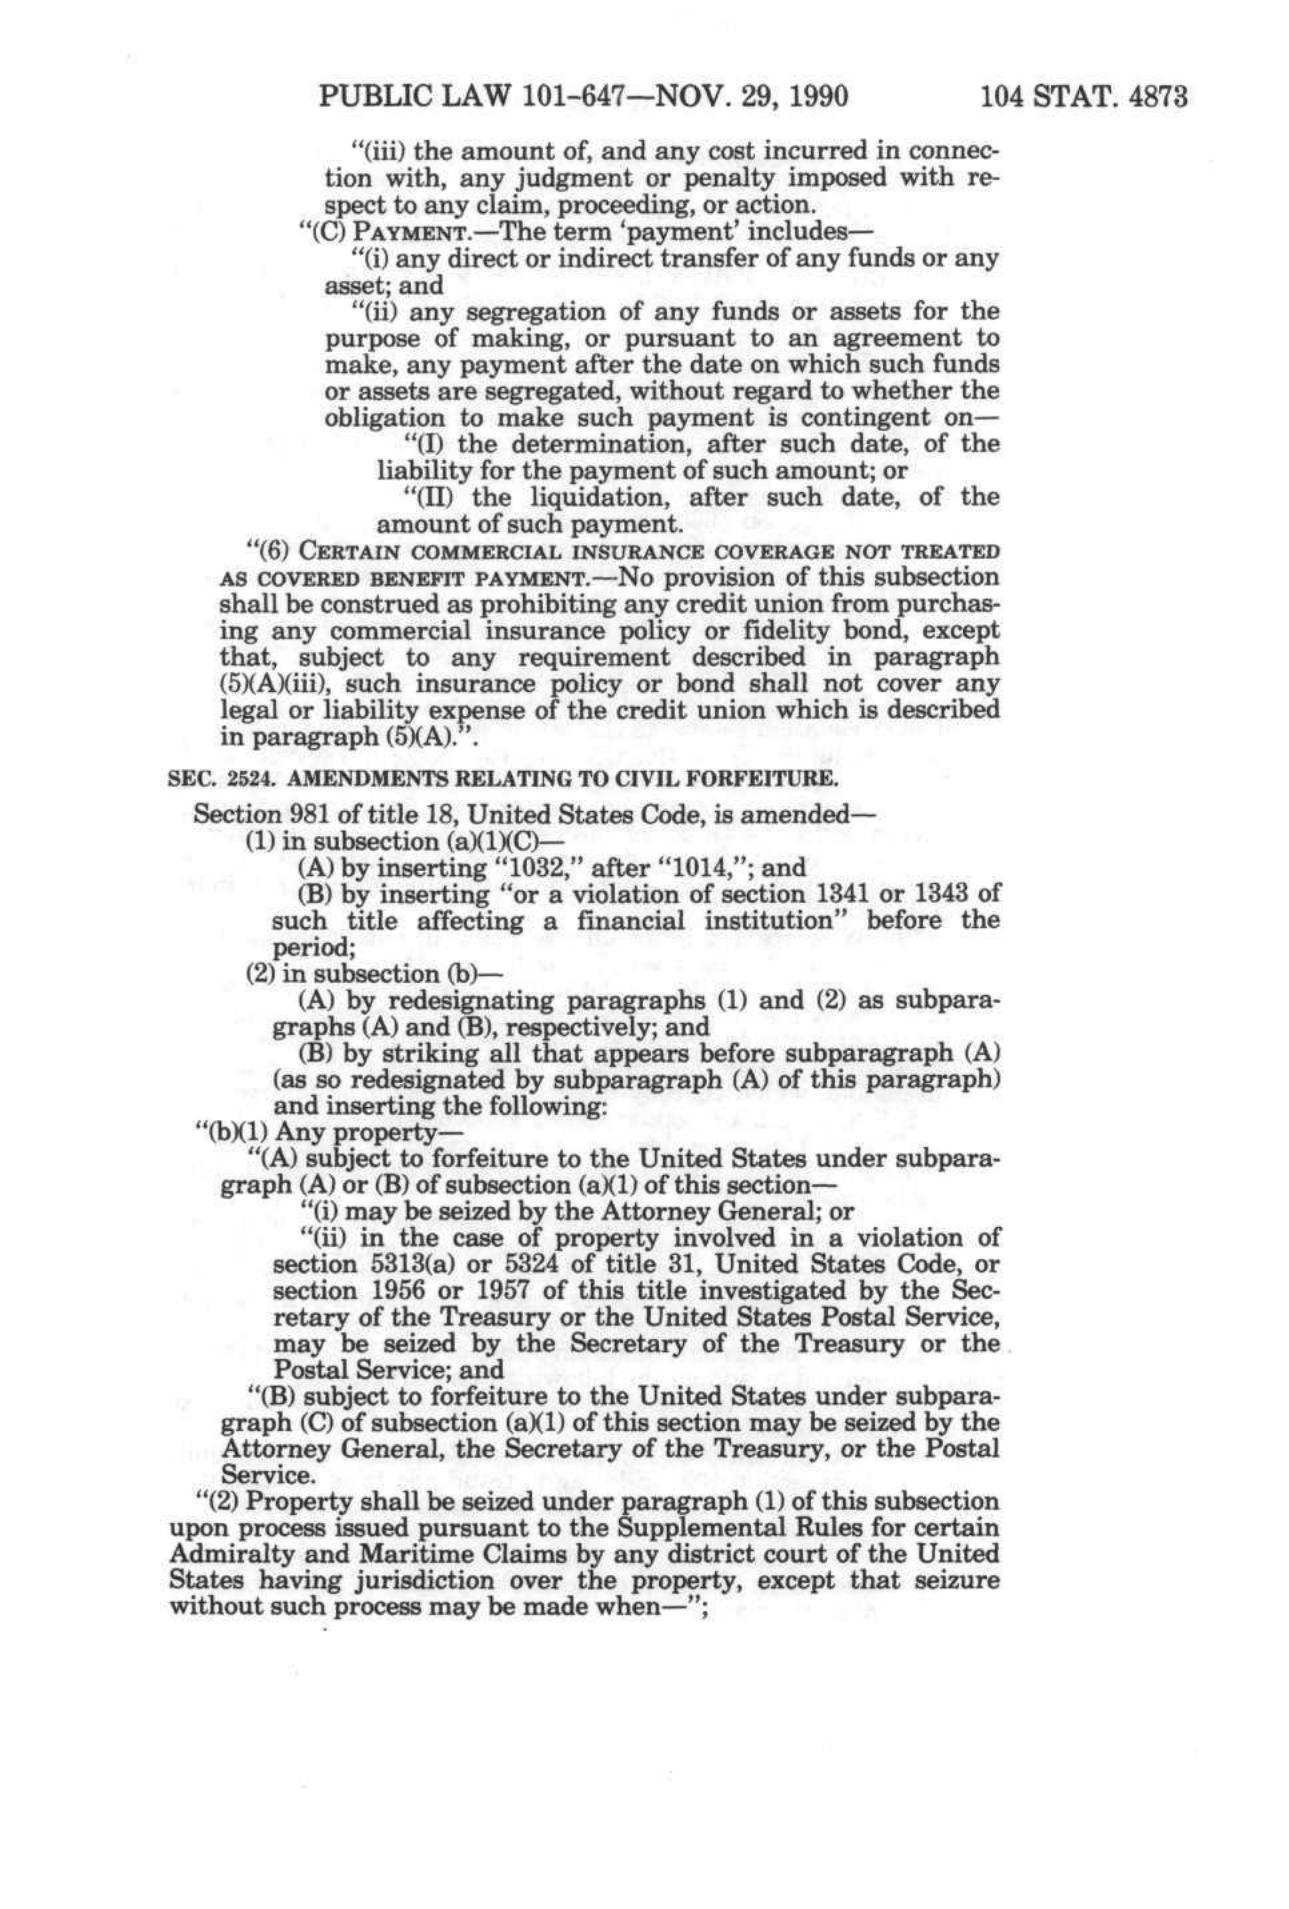 PUBLIC LAW 101-647—NOV. 29, 1990 104 STAT. 4873
"(iii) the amount of, and any cost incurred in connec-
tion with, any judgment or penalty imposed with re-
spect to any claim, proceeding, or action.
"(C) PAYMENT.—The term 'payment' includes—
"(i) any direct or indirect transfer of any funds or any
asset; and
"(ii) any segregation of any funds or assets for the
purpose of making, or pursuant to an agreement to
make, any payment after the date on which such funds
or assets are segregated, without regard to whether the
obligation to make such payment is contingent on—
"(I) the determination, after such date, of the
liability for the payment of such amount; or
"(II) the liquidation, after such date, of the
amount of such payment.
"(6) CERTAIN COMMERCIAL INSURANCE COVERAGE NOT TREATED
AS COVERED BENEFIT PAYMENT.—No provision of this subsection
shall be construed as prohibiting any credit union from purchas-
ing any commercial insurance policy or fidelity bond, except
that, subject to any requirement described in paragraph
(5)(A)(iii), such insurance policy or bond shall not cover any
legal or liability expense of the credit union which is described
in paragraph (5)(A).".
SEC. 2524. AMENDMENTS RELATING TO CIVIL FORFEITURE.
Section 981 of title 18, United States Code, is amended—
(1) in subsection (a)(1)(C)—
(A) by inserting "1032," after "1014,"; and
(B) by inserting "or a violation of section 1341 or 1343 of
such title affecting a financial institution" before the
period;
(2) in subsection (b)—
(A) by redesignating paragraphs (1) and (2) as subpara-
graphs (A) and (B), respectively; and
(B) by striking all that appears before subparagraph (A)
(as so redesignated by subparagraph (A) of this paragraph)
and inserting the following:
"(b)(1) Any property—
"(A) subject to forfeiture to the United States under subpara-
graph (A) or (B) of subsection (a)(1) of this section—
"(i) may be seized by the Attorney General; or
"(ii) in the case of property involved in a violation of
section 5313(a) or 5324 of title 31, United States Code, or
section 1956 or 1957 of this title investigated by the Sec-
retary of the Treasury or the United States Postal Service,
may be seized by the Secretary of the Treasury or the
Postal Service; and
"(B) subject to forfeiture to the United States under subpara-
graph (C) of subsection (a)(1) of this section may be seized by the
Attorney General, the Secretary of the Treasury, or the Postal
Service.
"(2) Property shall be seized under paragraph (1) of this subsection
upon process issued pursuant to the Supplemental Rules for certain
Admiralty and Maritime Claims by any district court of the United
States having jurisdiction over the property, except that seizure
without such process may be made when—";